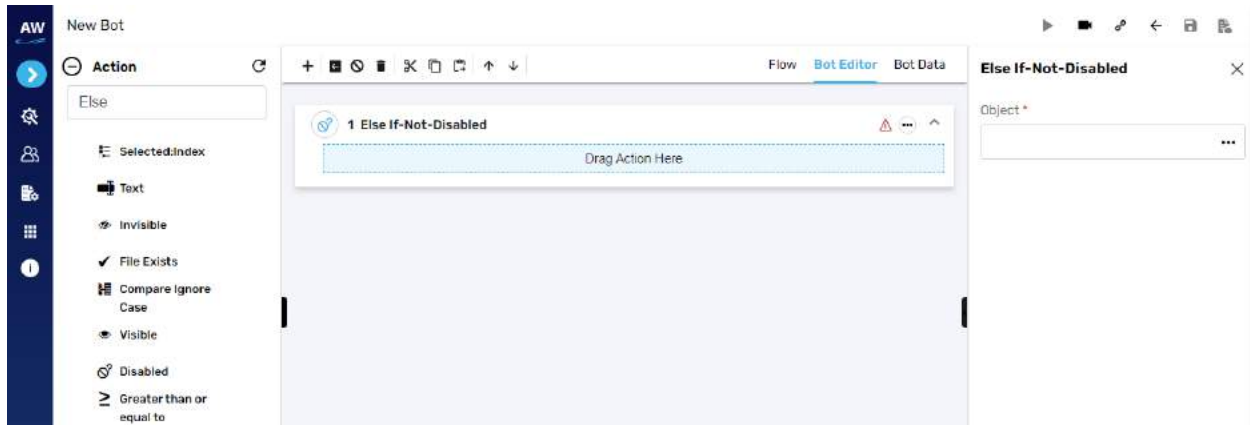 AW
New Bot
Action
Else
Selected:Index
Text
Invisible
File Exists
Compare Ignore
Case
Visible
Disabled
Greater than or
equal to
Flow Bot Editor Bot Data
1 Else If-Not-Disabled
Drag Action Here
Else If-Not-Disabled
Object *